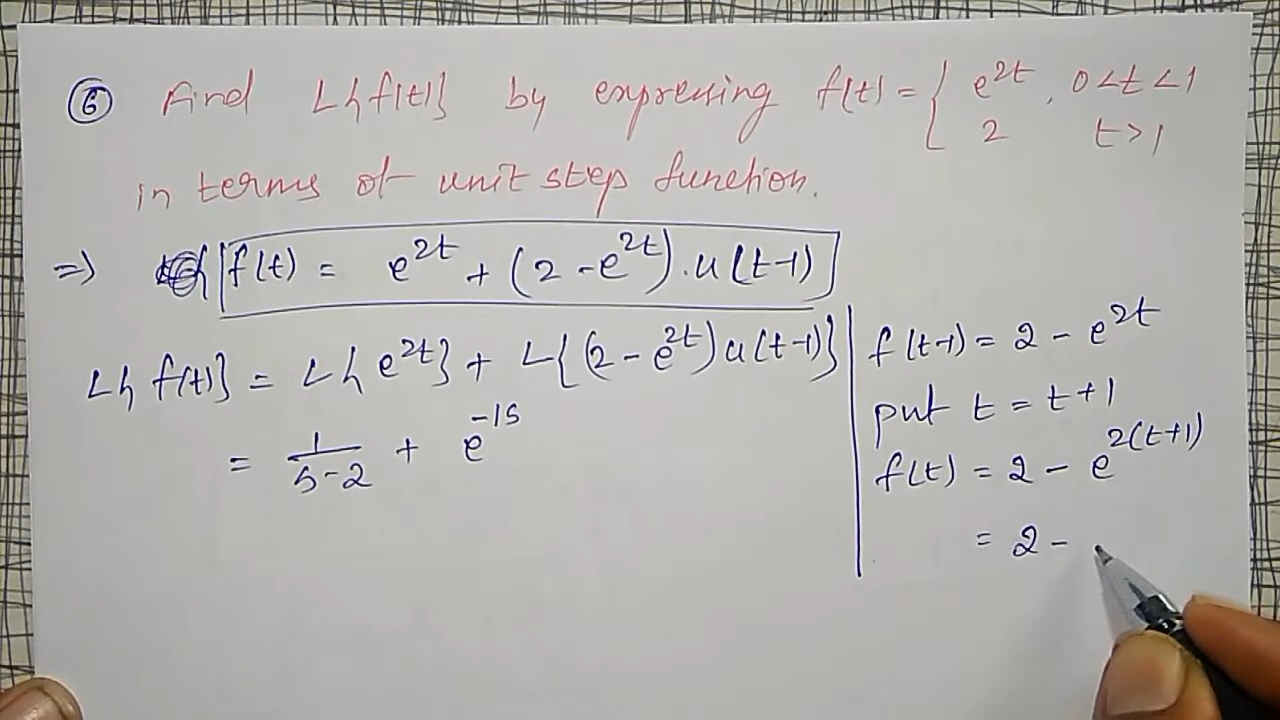 ⑥ Find L{f(t)} by expressing f(t) = { e^{2t}, 0<t<1
2 t>1
in terms of unit step function.
=> f(t) = e^{2t} + (2 - e^{2t}) . u(t-1)
L{f(t)} = L{e^{2t}} + L{(2 - e^{2t}) u(t-1)}
= 1/(s-2) + e^{-1s}
f(t-1) = 2 - e^{2t}
put t = t+1
f(t) = 2 - e^{2(t+1)}
= 2 -